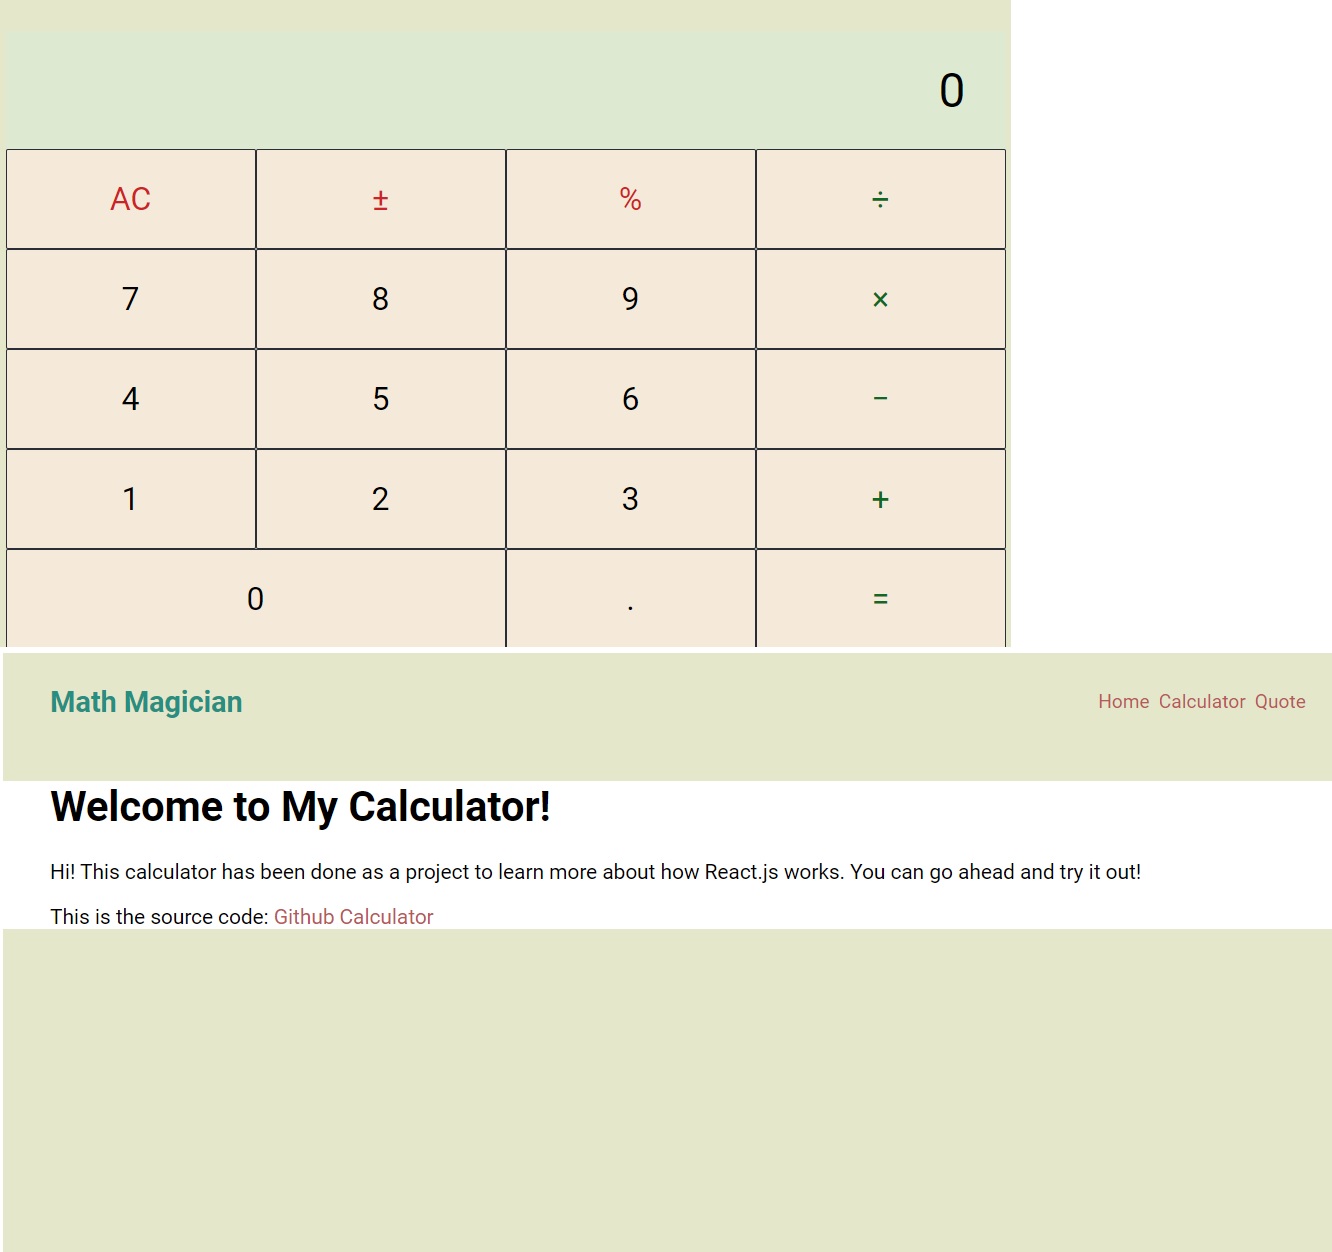 0
AC ± % ÷
7 8 9 ×
4 5 6 −
1 2 3 +
0 . =
Math Magician Home Calculator Quote
Welcome to My Calculator!
Hi! This calculator has been done as a project to learn more about how React.js works. You can go ahead and try it out!
This is the source code: Github Calculator